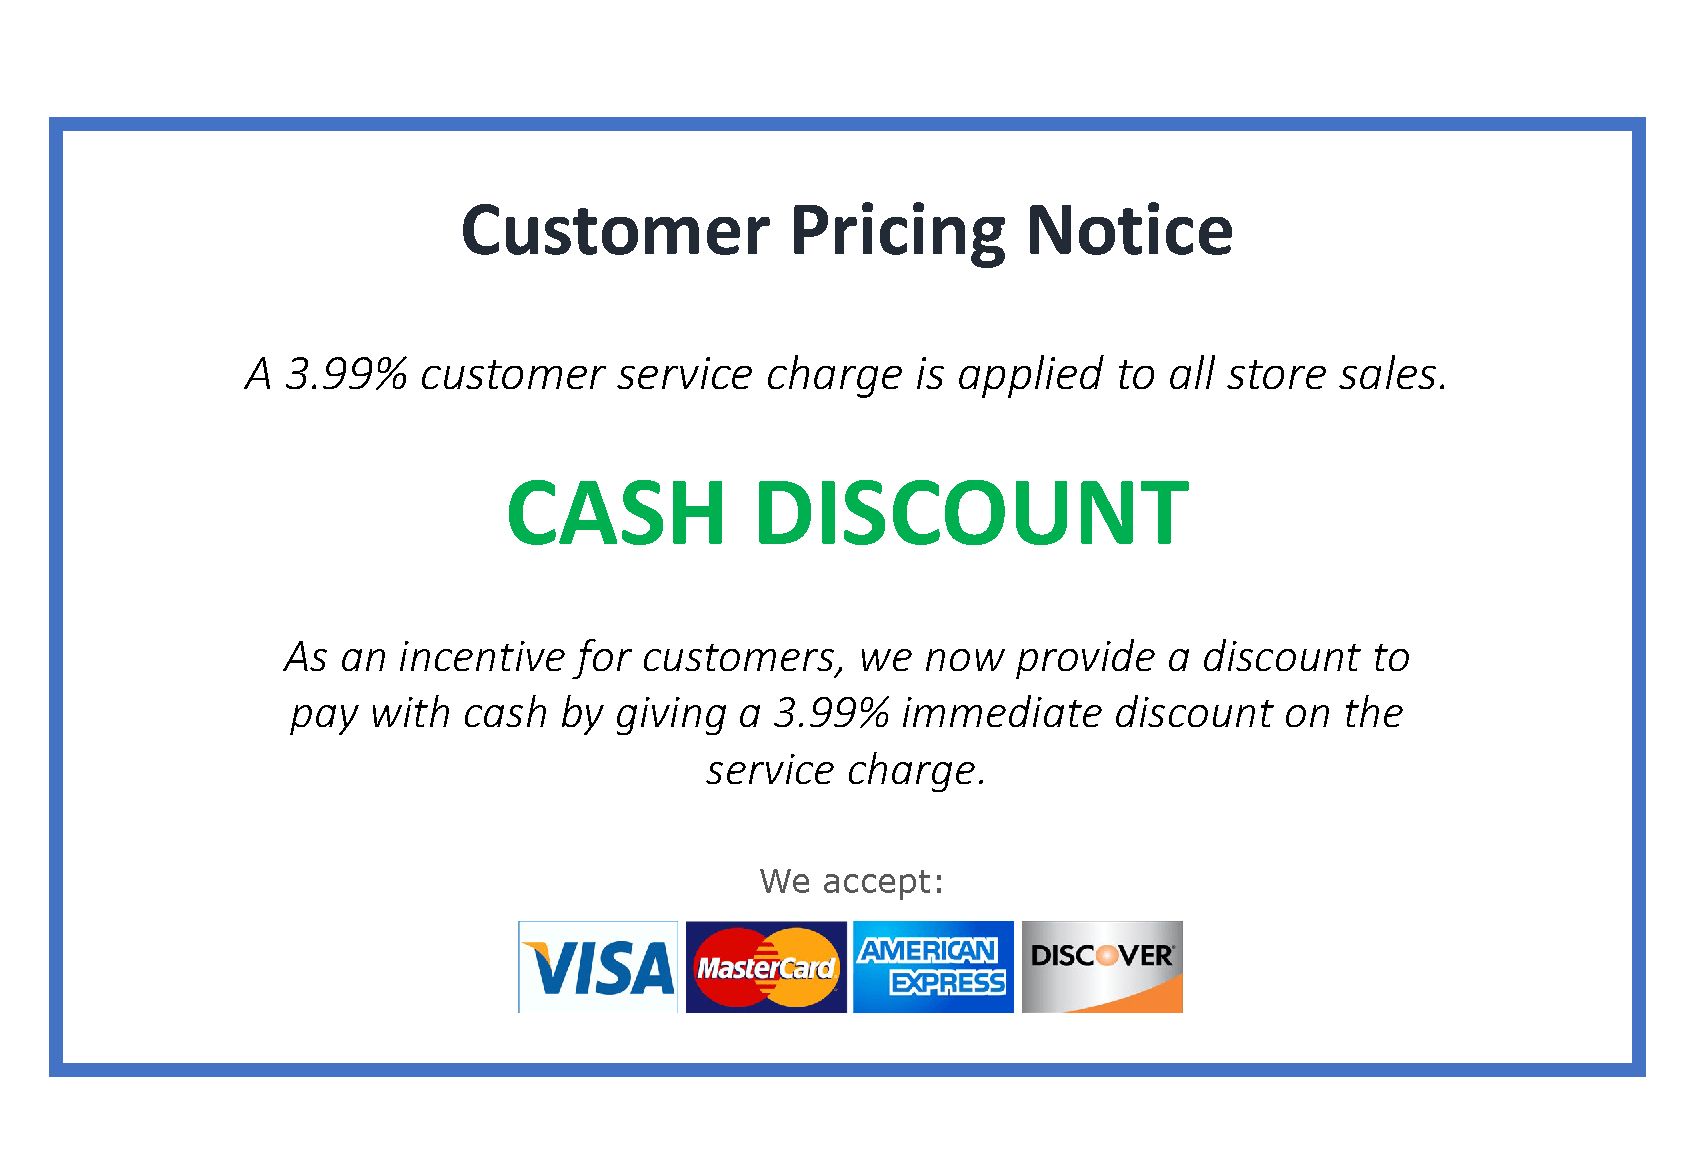 Customer Pricing Notice
A 3.99% customer service charge is applied to all store sales.
CASH DISCOUNT
As an incentive for customers, we now provide a discount to
pay with cash by giving a 3.99% immediate discount on the
service charge.
We accept:
VISA MasterCard AMERICAN EXPRESS DISCOVER